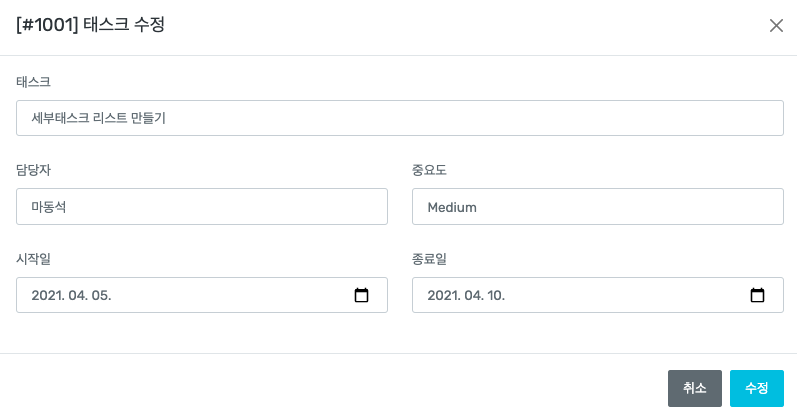 [#1001] 태스크 수정
태스크
세부태스크 리스트 만들기
담당자
중요도
마동석
Medium
시작일
종료일
2021. 04. 05.
2021. 04. 10.
취소
수정